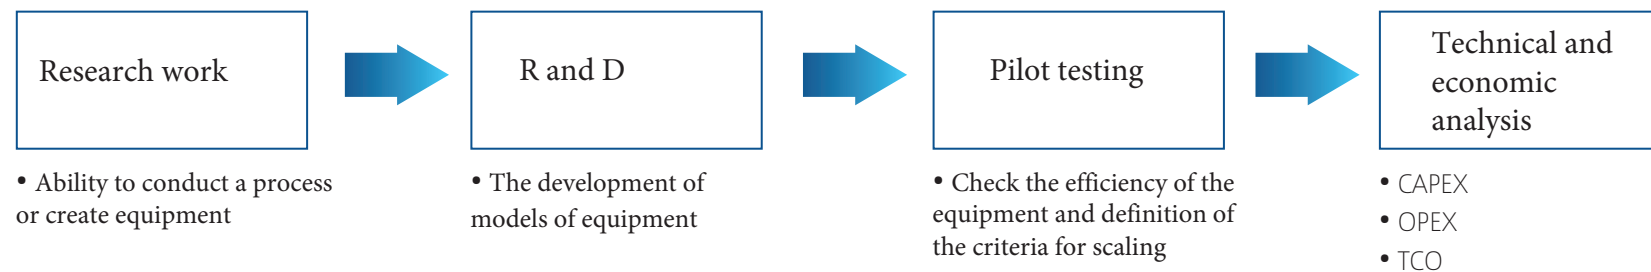 Research work
• Ability to conduct a process
or create equipment
R and D
• The development of
models of equipment
Pilot testing
• Check the efficiency of the
equipment and definition of
the criteria for scaling
Technical and
economic
analysis
• CAPEX
• OPEX
• TCO